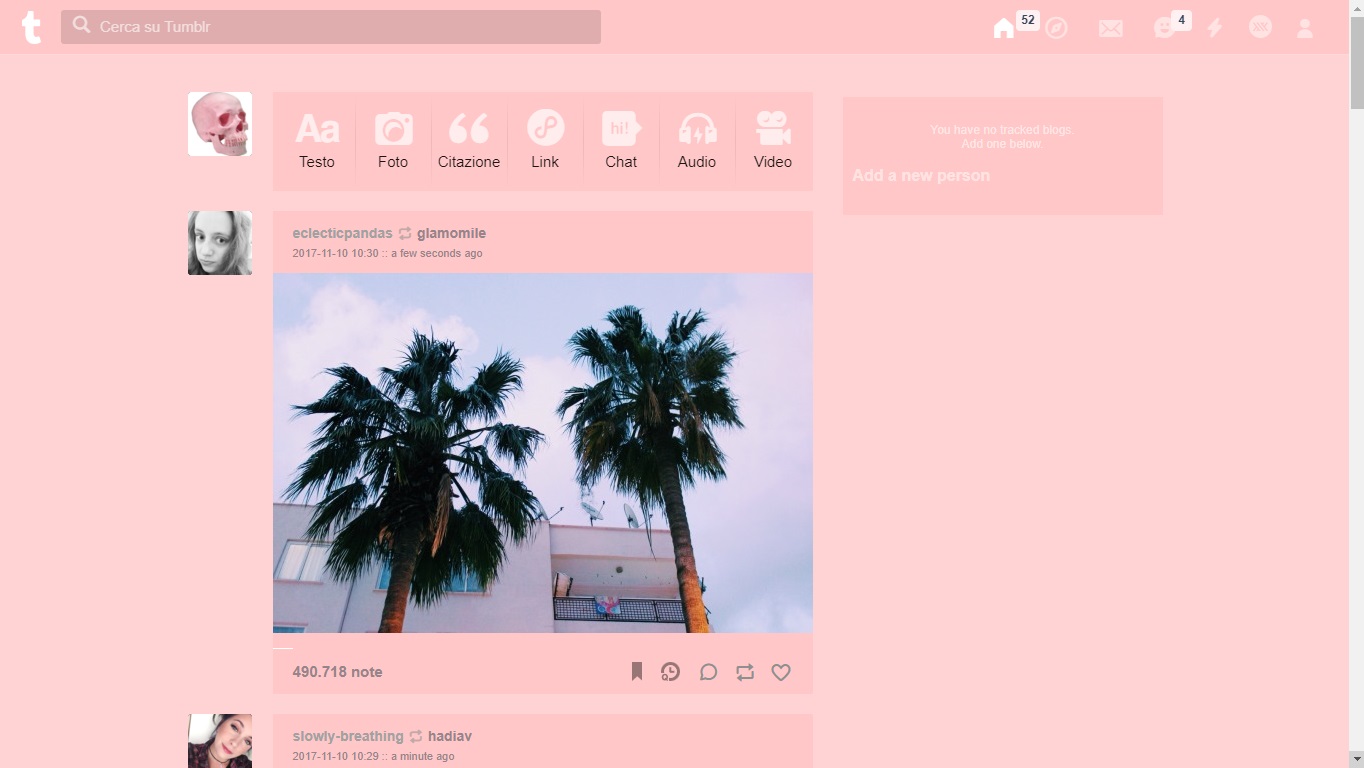 t
Cerca su Tumblr
52
4
Aa
hi!
Testo
Foto
Citazione
Link
Chat
Audio
Video
You have no tracked blogs.
Add one below.
Add a new person
eclecticpandas glamomile
2017-11-10 10:30 :: a few seconds ago
490.718 note
slowly-breathing hadiav
2017-11-10 10:29 :: a minute ago